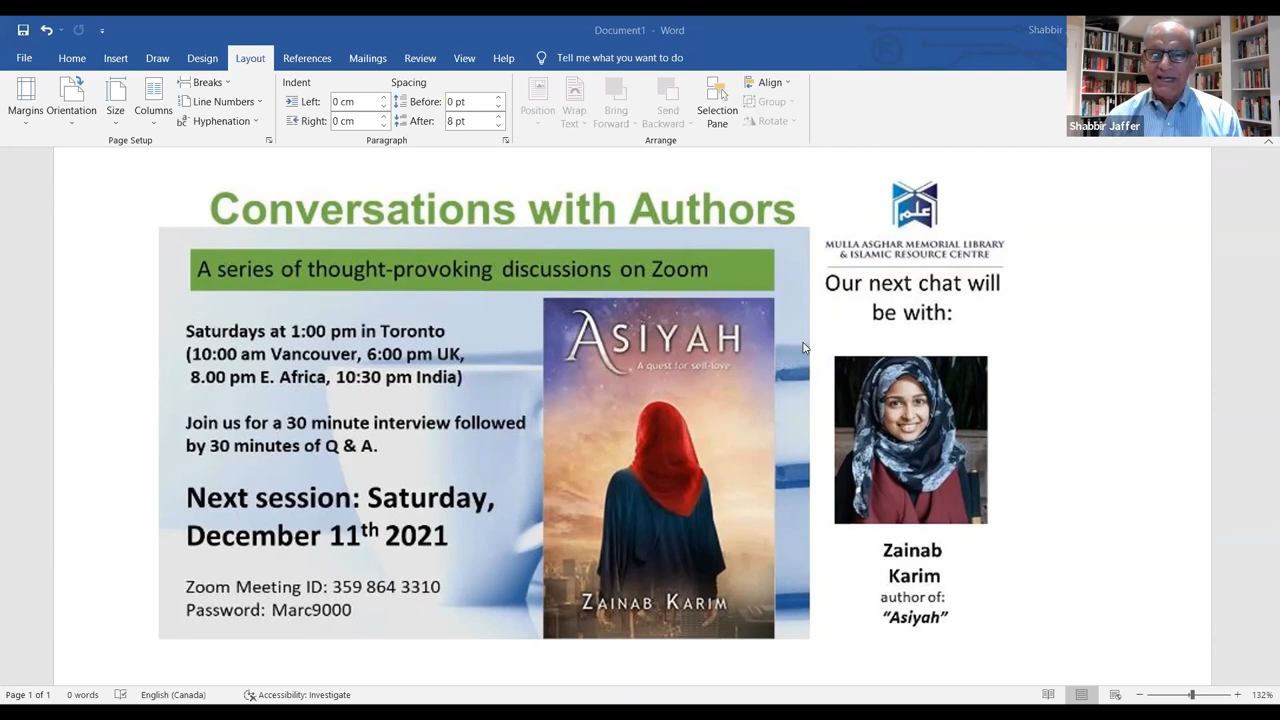 Document1 - Word
Shabbir
File Home Insert Draw Design Layout References Mailings Review View Help Tell me what you want to do
Margins Orientation Size Columns
Breaks
Line Numbers
Hyphenation
Page Setup
Indent Spacing
Left: 0 cm Before: 0 pt
Right: 0 cm After: 8 pt
Paragraph
Position Wrap Text Bring Forward Send Backward Selection Pane
Align
Group
Rotate
Arrange
Shabbir Jaffer
Conversations with Authors
A series of thought-provoking discussions on Zoom
Saturdays at 1:00 pm in Toronto
(10:00 am Vancouver, 6:00 pm UK,
8.00 pm E. Africa, 10:30 pm India)
Join us for a 30 minute interview followed
by 30 minutes of Q & A.
Next session: Saturday,
December 11th 2021
Zoom Meeting ID: 359 864 3310
Password: Marc9000
ASIYAH
A quest for self-love
ZAINAB KARIM
علم
MULLA ASGHAR MEMORIAL LIBRARY
& ISLAMIC RESOURCE CENTRE
Our next chat will
be with:
Zainab
Karim
author of:
"Asiyah"
Page 1 of 1 0 words English (Canada) Accessibility: Investigate 132%